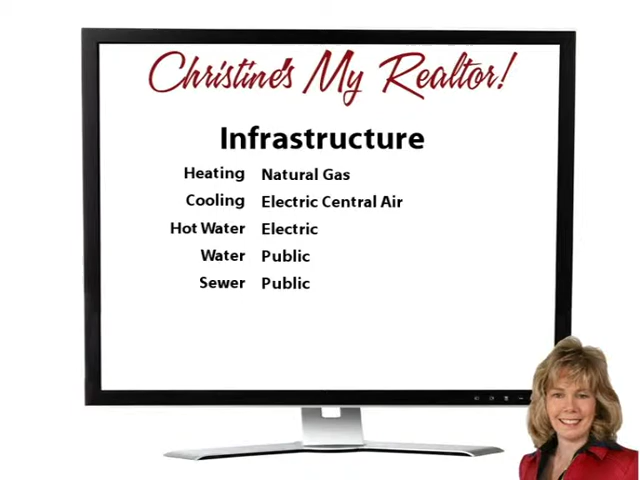 Christine's My Realtor!
Infrastructure
Heating Natural Gas
Cooling Electric Central Air
Hot Water Electric
Water Public
Sewer Public